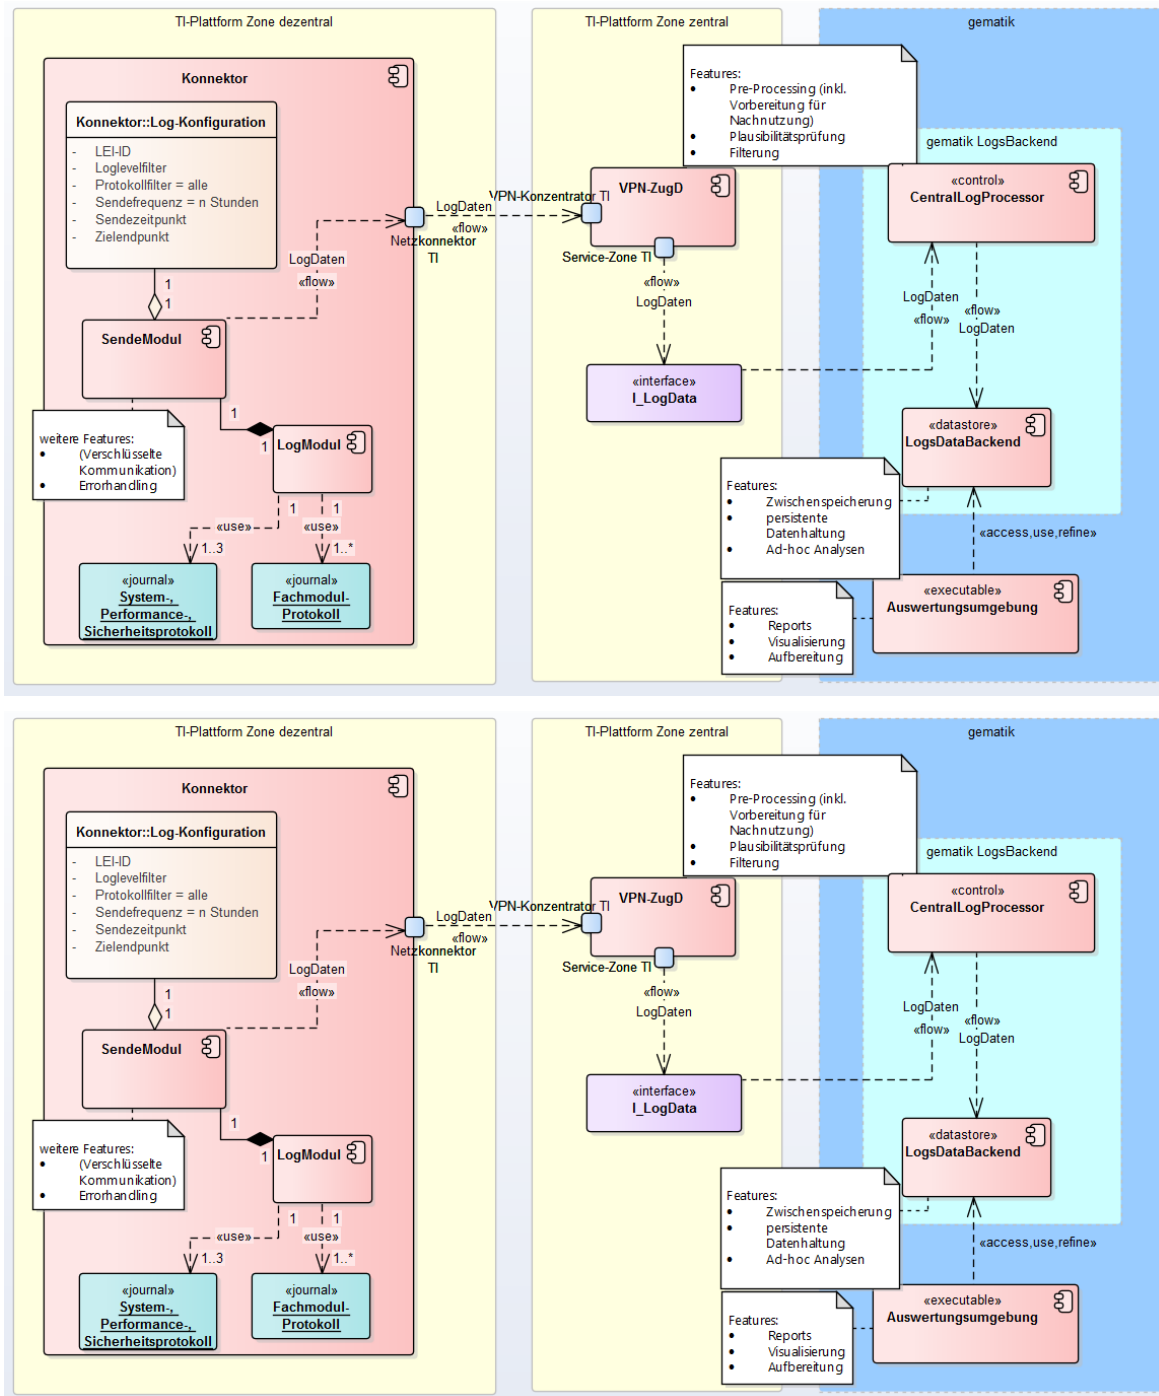 TI-Plattform Zone dezentral
Konnektor
Konnektor::Log-Konfiguration
- LEI-ID
- Loglevelfilter
- Protokollfilter = alle
- Sendefrequenz = n Stunden
- Sendezeitpunkt
- Zielendpunkt
1
1
SendeModul
LogDaten
«flow»
Netzkonnektor
TI
weitere Features:
• (Verschlüsselte
Kommunikation)
• Errorhandling
1
1
LogModul
1
1
«use»
«use»
1..3
1..*
«journal»
System-,
Performance-,
Sicherheitsprotokoll
«journal»
Fachmodul-
Protokoll
LogDaten
«flow»
TI-Plattform Zone zentral
VPN-Konzentrator TI
VPN-ZugD
Service-Zone TI
«flow»
LogDaten
«interface»
I_LogData
gematik
Features:
• Pre-Processing (inkl.
Vorbereitung für
Nachnutzung)
• Plausibilitätsprüfung
• Filterung
gematik LogsBackend
«control»
CentralLogProcessor
LogDaten
«flow»
«flow»
LogDaten
«datastore»
LogsDataBackend
Features:
• Zwischenspeicherung
• persistente
Datenhaltung
• Ad-hoc Analysen
«access,use,refine»
«executable»
Auswertungsumgebung
Features:
• Reports
• Visualisierung
• Aufbereitung
TI-Plattform Zone dezentral
Konnektor
Konnektor::Log-Konfiguration
- LEI-ID
- Loglevelfilter
- Protokollfilter = alle
- Sendefrequenz = n Stunden
- Sendezeitpunkt
- Zielendpunkt
1
1
SendeModul
LogDaten
«flow»
Netzkonnektor
TI
weitere Features:
• (Verschlüsselte
Kommunikation)
• Errorhandling
1
1
LogModul
1
1
«use»
«use»
1..3
1..*
«journal»
System-,
Performance-,
Sicherheitsprotokoll
«journal»
Fachmodul-
Protokoll
LogDaten
«flow»
TI-Plattform Zone zentral
VPN-Konzentrator TI
VPN-ZugD
Service-Zone TI
«flow»
LogDaten
«interface»
I_LogData
gematik
Features:
• Pre-Processing (inkl.
Vorbereitung für
Nachnutzung)
• Plausibilitätsprüfung
• Filterung
gematik LogsBackend
«control»
CentralLogProcessor
LogDaten
«flow»
«flow»
LogDaten
«datastore»
LogsDataBackend
Features:
• Zwischenspeicherung
• persistente
Datenhaltung
• Ad-hoc Analysen
«access,use,refine»
«executable»
Auswertungsumgebung
Features:
• Reports
• Visualisierung
• Aufbereitung